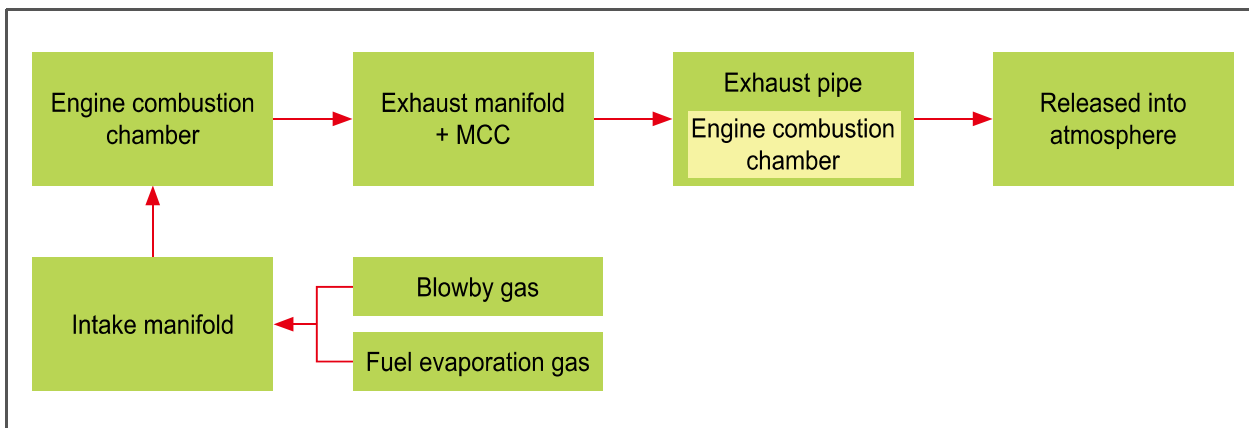 Engine combustion
chamber
Exhaust manifold
+ MCC
Exhaust pipe
Engine combustion
chamber
Released into
atmosphere
Intake manifold
Blowby gas
Fuel evaporation gas